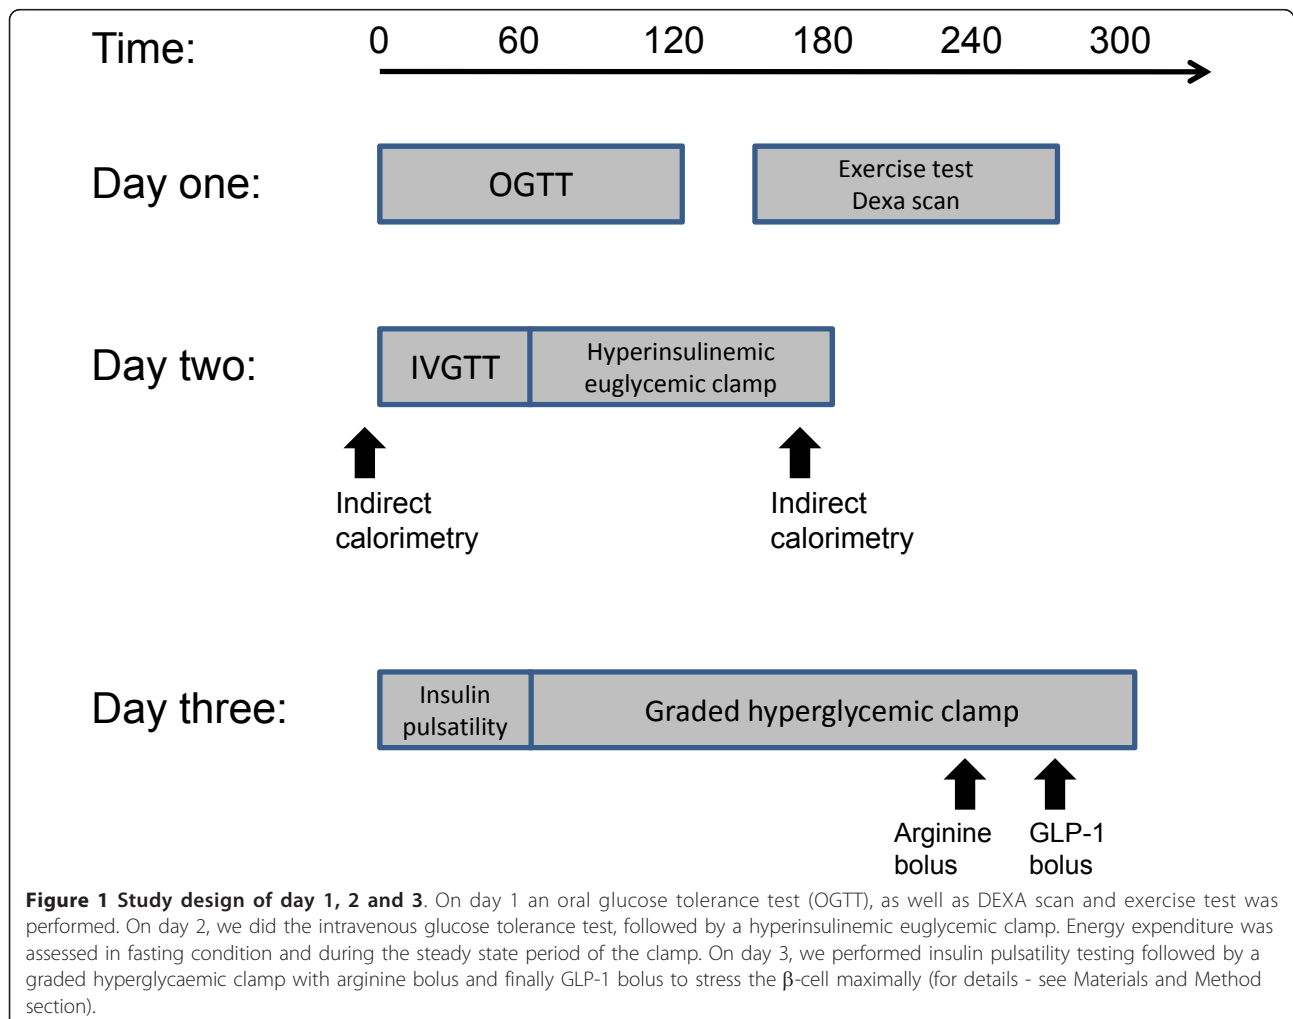 Time: 0 60 120 180 240 300
Day one:
OGTT
Exercise test
Dexa scan
Day two:
IVGTT
Hyperinsulinemic
euglycemic clamp
Indirect
calorimetry
Indirect
calorimetry
Day three:
Insulin
pulsatility
Graded hyperglycemic clamp
Arginine
bolus
GLP-1
bolus
Figure 1 Study design of day 1, 2 and 3. On day 1 an oral glucose tolerance test (OGTT), as well as DEXA scan and exercise test was
performed. On day 2, we did the intravenous glucose tolerance test, followed by a hyperinsulinemic euglycemic clamp. Energy expenditure was
assessed in fasting condition and during the steady state period of the clamp. On day 3, we performed insulin pulsatility testing followed by a
graded hyperglycaemic clamp with arginine bolus and finally GLP-1 bolus to stress the β-cell maximally (for details - see Materials and Method
section).